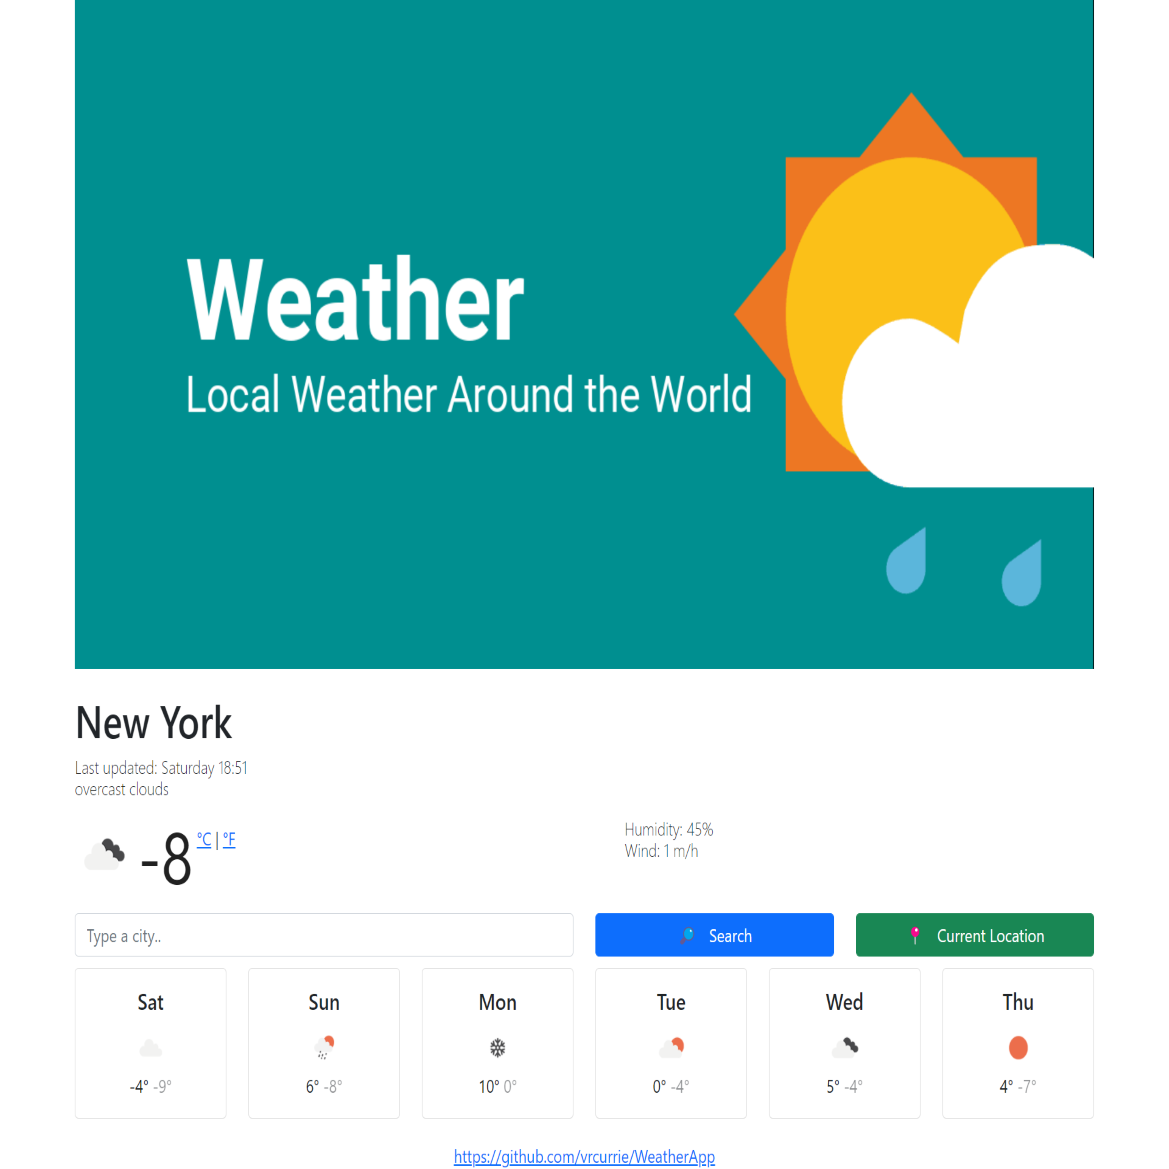 Weather
Local Weather Around the World
New York
Last updated: Saturday 18:51
overcast clouds
-8 °C | °F
Humidity: 45%
Wind: 1 m/h
Type a city..
Search
Current Location
Sat
-4° -9°
Sun
6° -8°
Mon
10° 0°
Tue
0° -4°
Wed
5° -4°
Thu
4° -7°
https://github.com/vrcurrie/WeatherApp